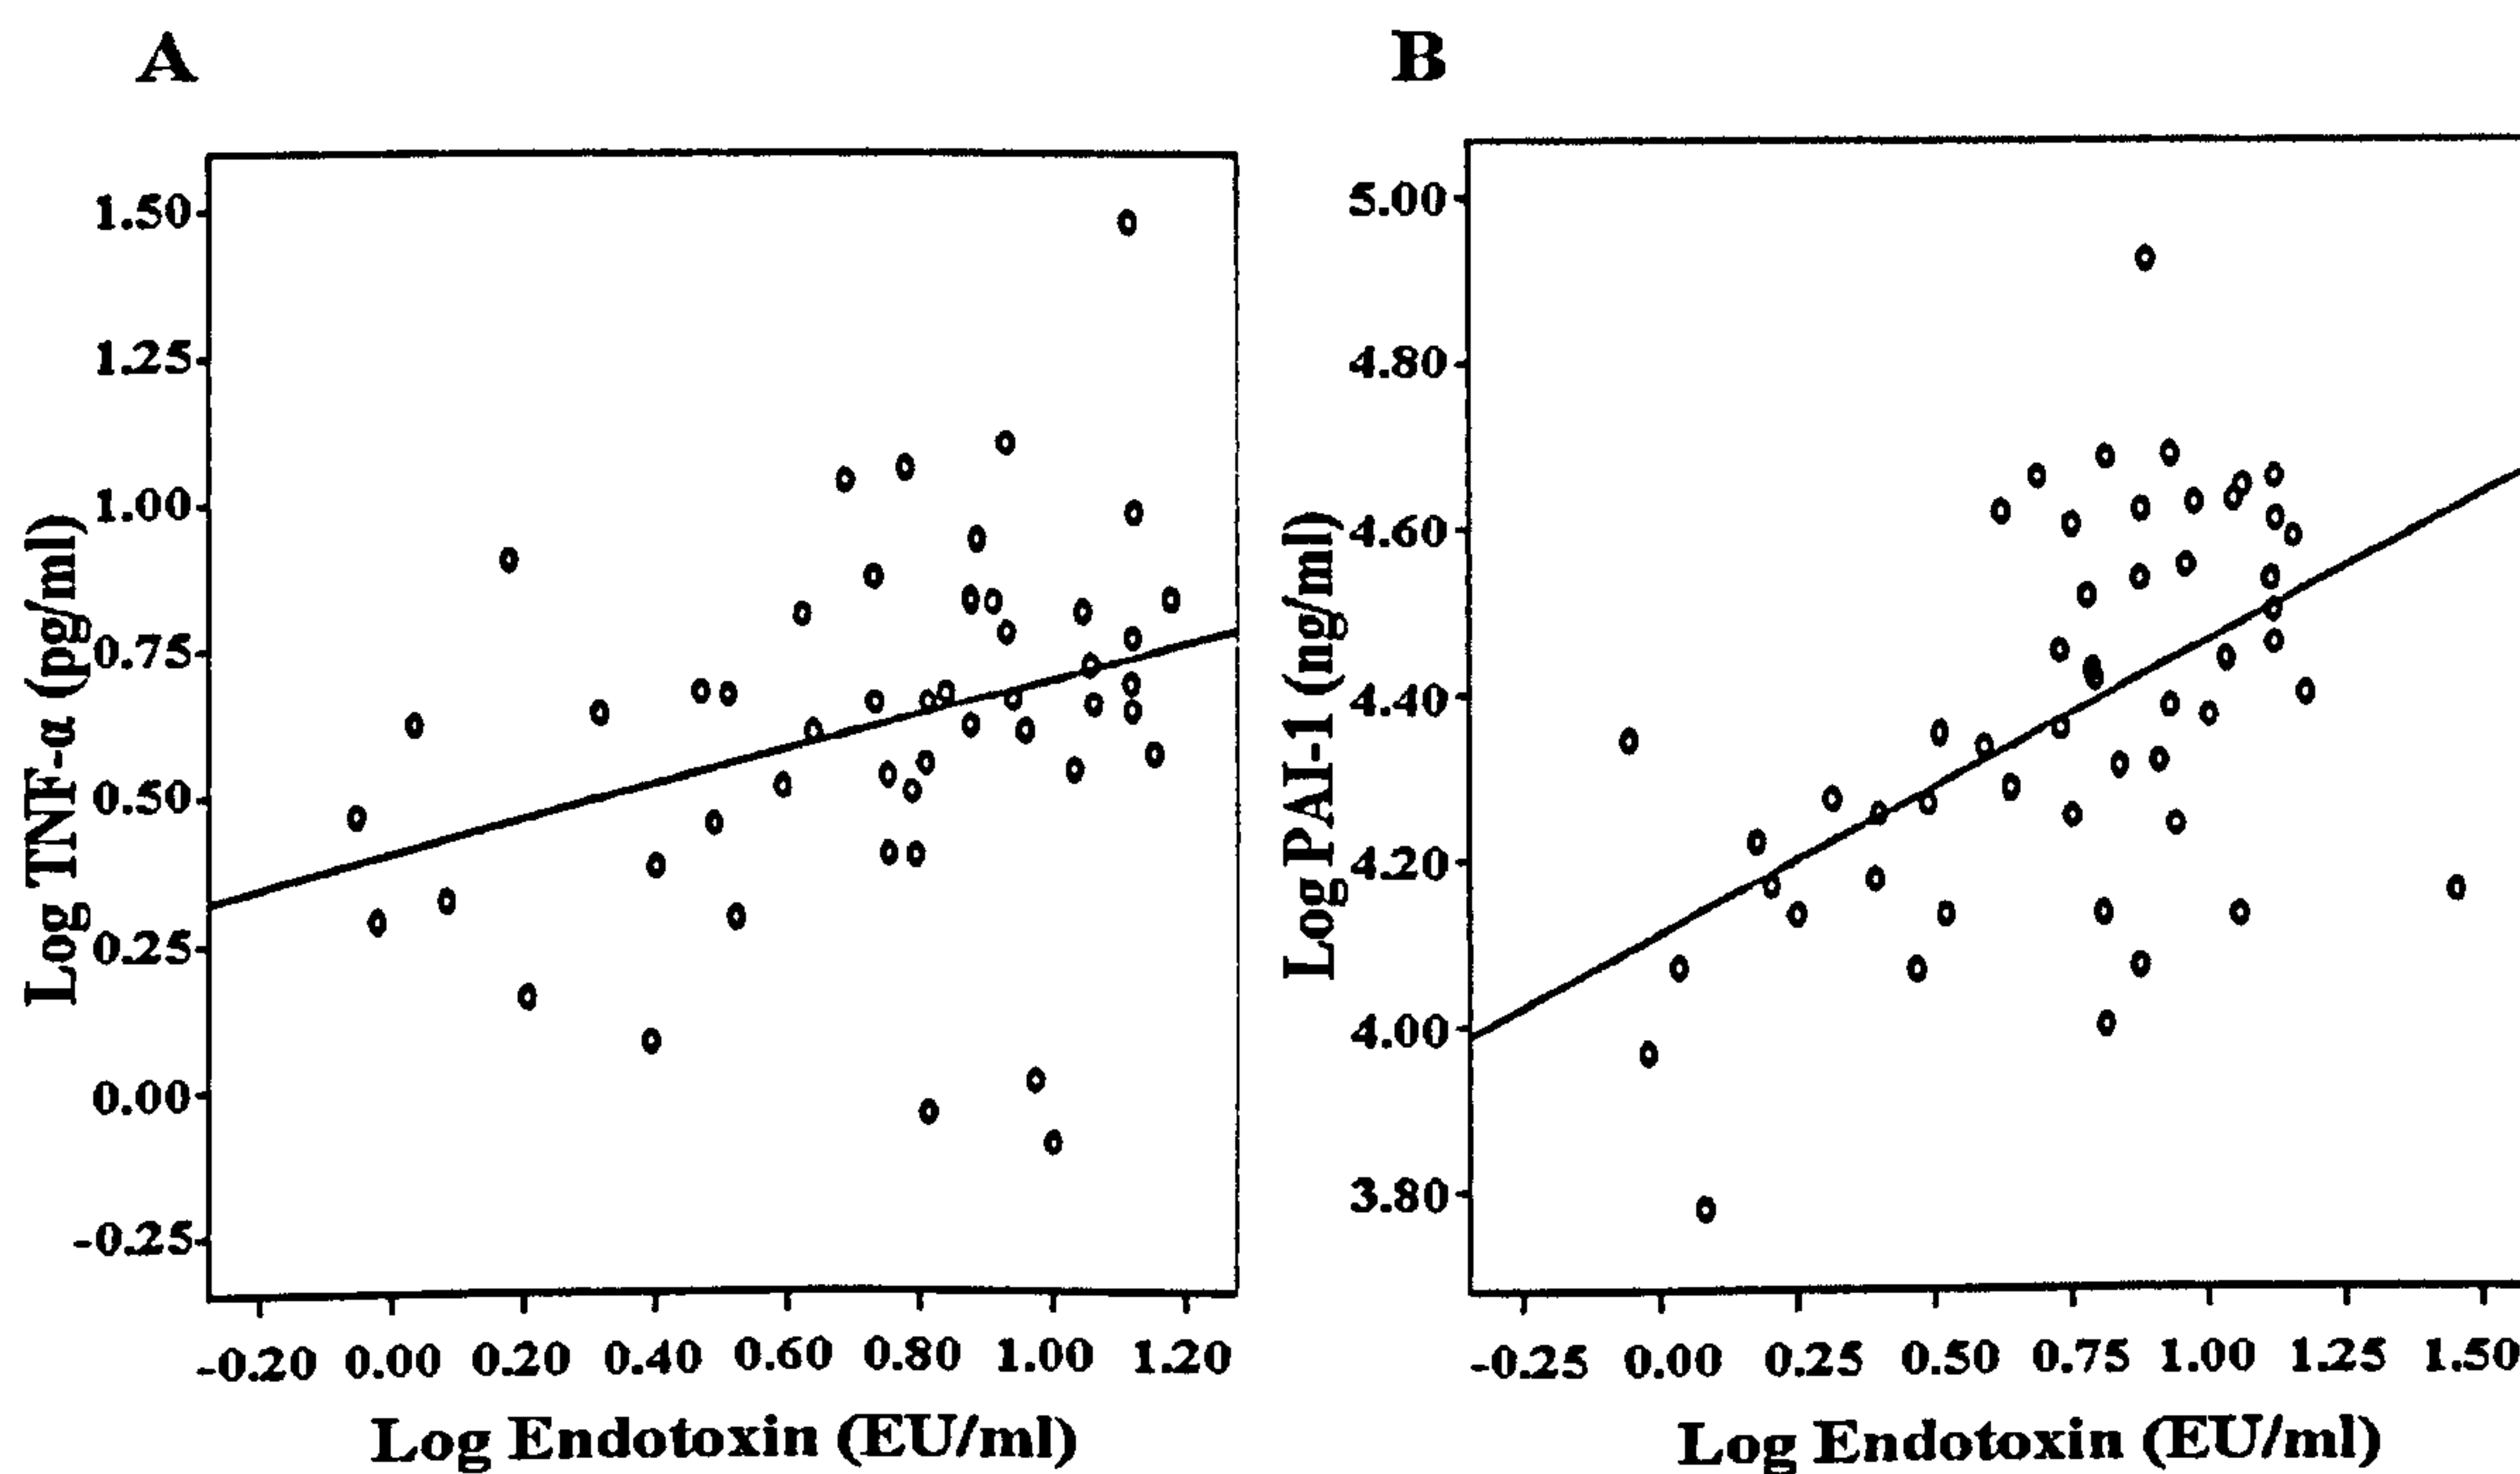 A
B
Log TNF-α (pg/ml)
1.50
1.25
1.00
0.75
0.50
0.25
0.00
-0.25
-0.20 0.00 0.20 0.40 0.60 0.80 1.00 1.20
Log Endotoxin (EU/ml)
Log PAI-1 (ng/ml)
5.00
4.80
4.60
4.40
4.20
4.00
3.80
-0.25 0.00 0.25 0.50 0.75 1.00 1.25 1.50
Log Endotoxin (EU/ml)